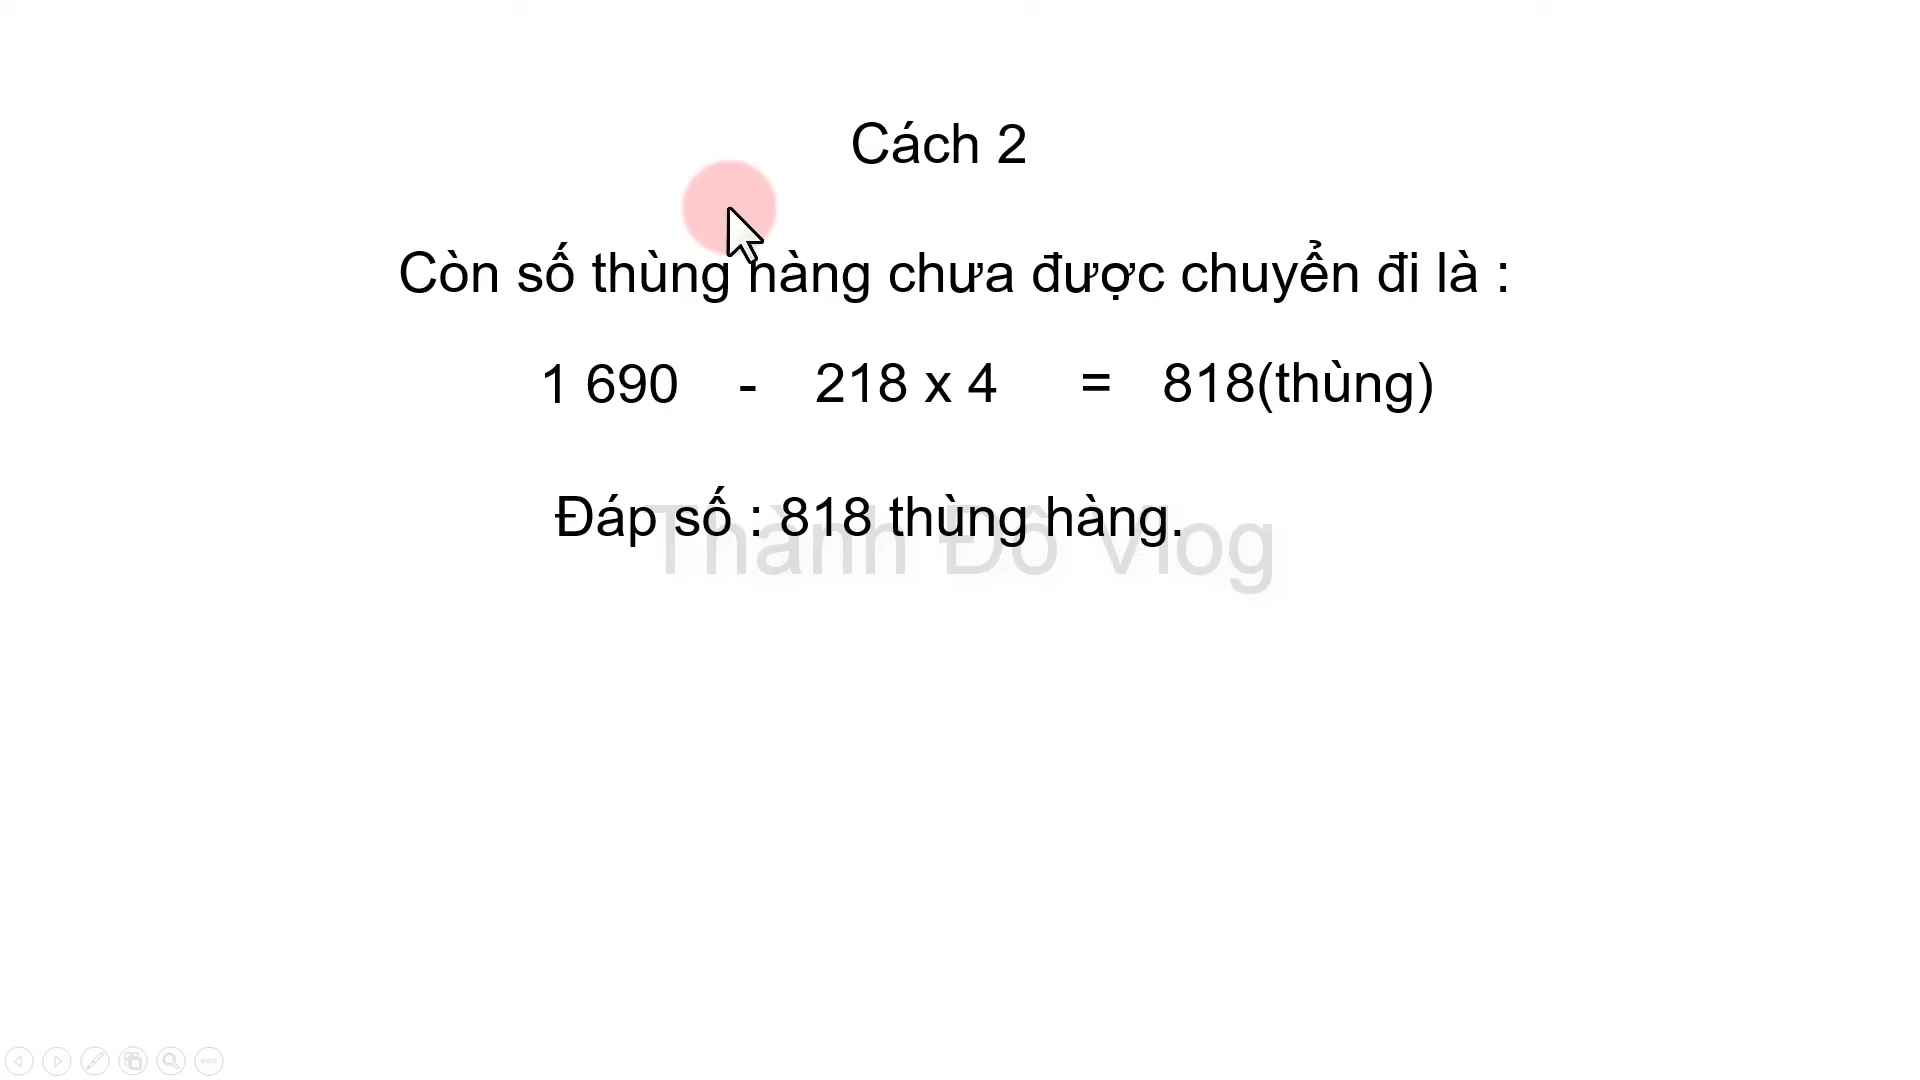 Cách 2
Còn số thùng hàng chưa được chuyển đi là :
1 690 - 218 x 4 = 818(thùng)
Đáp số : 818 thùng hàng.
Thành Đô Vlog